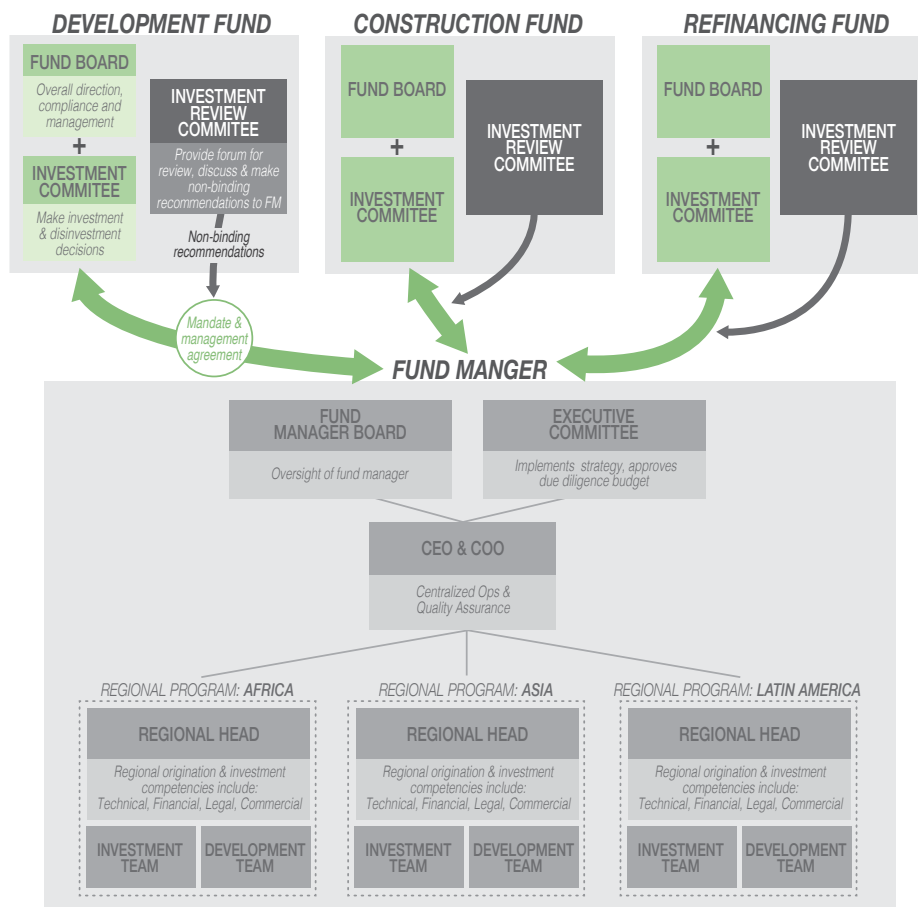 DEVELOPMENT FUND
FUND BOARD
Overall direction,
compliance and
management
+
INVESTMENT
COMMITEE
Make investment
& disinvestment
decisions
INVESTMENT
REVIEW
COMMITEE
Provide forum for
review, discuss & make
non-binding
recommendations to FM
Non-binding
recommendations
CONSTRUCTION FUND
FUND BOARD
+
INVESTMENT
COMMITEE
INVESTMENT
REVIEW
COMMITEE
REFINANCING FUND
FUND BOARD
+
INVESTMENT
COMMITEE
INVESTMENT
REVIEW
COMMITEE
Mandate &
management
agreement
FUND MANGER
FUND
MANAGER BOARD
Oversight of fund manager
EXECUTIVE
COMMITTEE
Implements strategy, approves
due diligence budget
CEO & COO
Centralized Ops &
Quality Assurance
REGIONAL PROGRAM: AFRICA
REGIONAL HEAD
Regional origination & investment
competencies include:
Technical, Financial, Legal, Commercial
INVESTMENT
TEAM
DEVELOPMENT
TEAM
REGIONAL PROGRAM: ASIA
REGIONAL HEAD
Regional origination & investment
competencies include:
Technical, Financial, Legal, Commercial
INVESTMENT
TEAM
DEVELOPMENT
TEAM
REGIONAL PROGRAM: LATIN AMERICA
REGIONAL HEAD
Regional origination & investment
competencies include:
Technical, Financial, Legal, Commercial
INVESTMENT
TEAM
DEVELOPMENT
TEAM